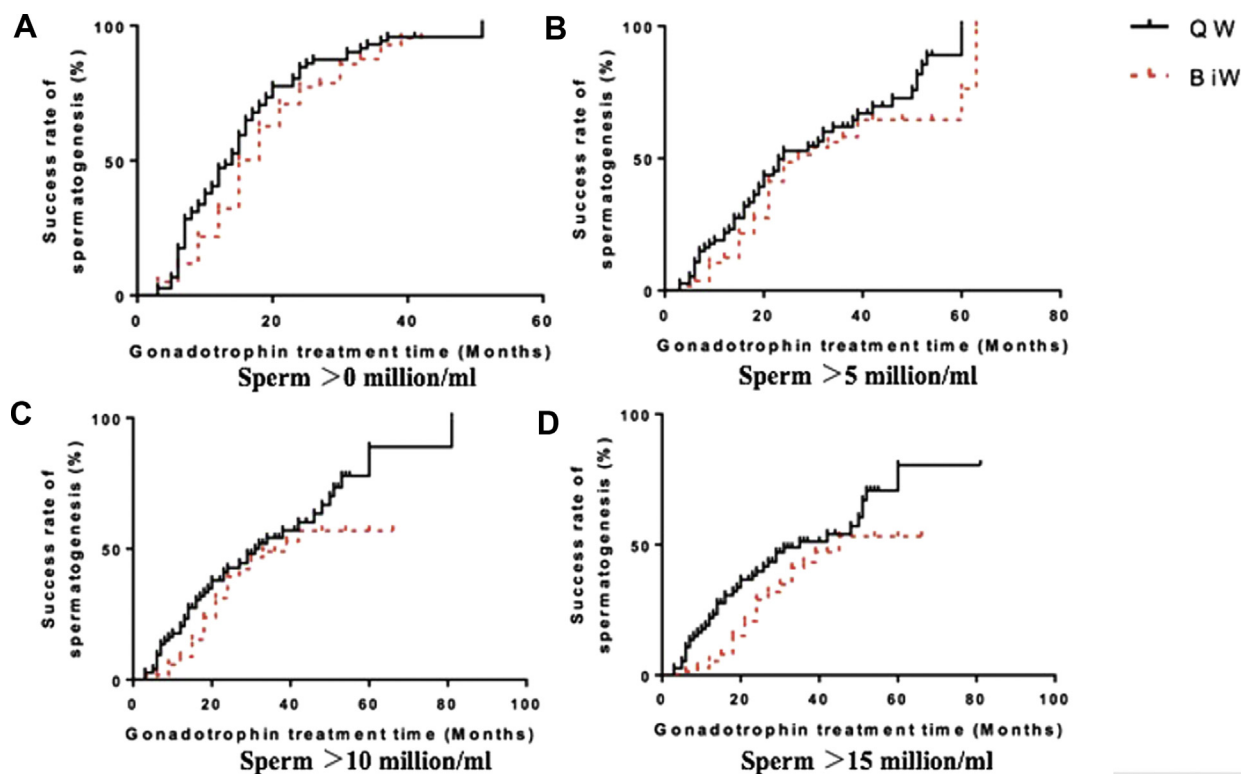 A
100
50
0
0
20
40
60
Success rate of
spermatogenesis (%)
Gonadotrophin treatment time (Months)
Sperm >0 million/ml
B
100
50
0
0
20
40
60
80
Success rate of
spermatogenesis (%)
Gonadotrophin treatment time (Months)
Sperm >5 million/ml
QW
BiW
C
100
50
0
0
20
40
60
80
100
Success rate of
spermatogenesis (%)
Gonadotrophin treatment time (Months)
Sperm >10 million/ml
D
100
50
0
0
20
40
60
80
100
Success rate of
spermatogenesis (%)
Gonadotrophin treatment time (Months)
Sperm >15 million/ml